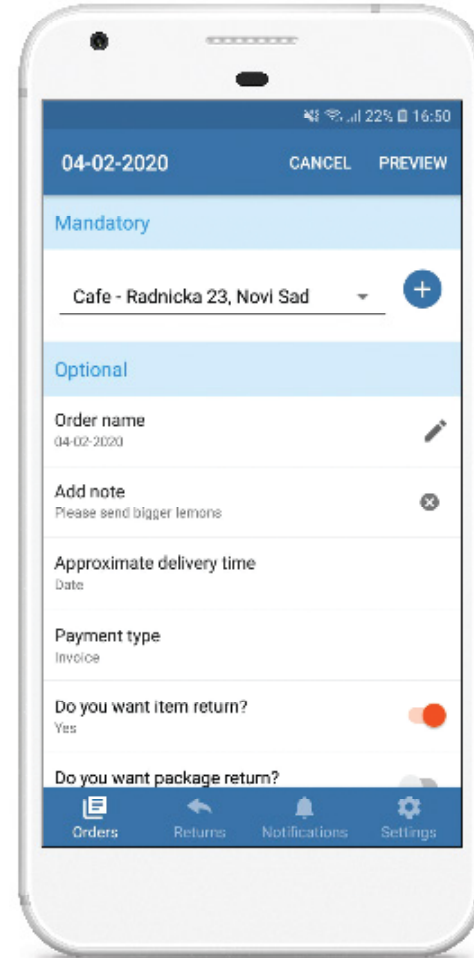 22% 16:50
04-02-2020 CANCEL PREVIEW
Mandatory
Cafe - Radnicka 23, Novi Sad
Optional
Order name
04-02-2020
Add note
Please send bigger lemons
Approximate delivery time
Date
Payment type
Invoice
Do you want item return?
Yes
Do you want package return?
Orders Returns Notifications Settings